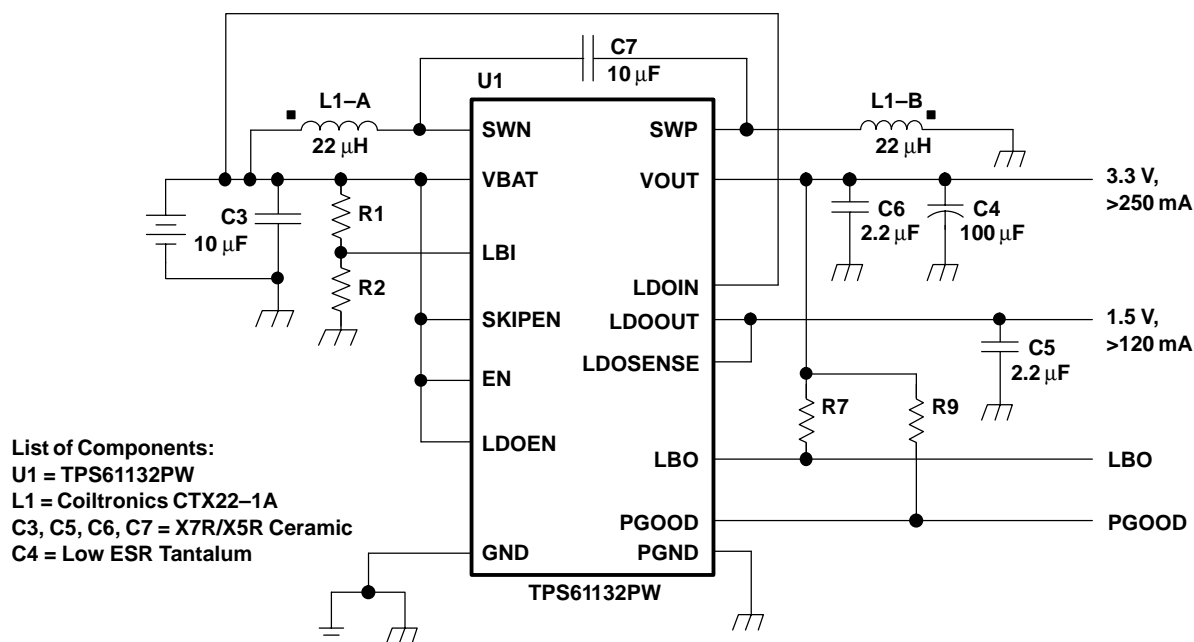 C7
10 μF
U1
L1–A
22 μH
L1–B
22 μH
SWN
SWP
VBAT
VOUT
3.3 V,
>250 mA
C3
10 μF
R1
C6
2.2 μF
C4
100 μF
LBI
R2
LDOIN
SKIPEN
LDOOUT
1.5 V,
>120 mA
LDOSENSE
C5
2.2 μF
EN
R7
R9
LDOEN
LBO
LBO
List of Components:
U1 = TPS61132PW
L1 = Coiltronics CTX22–1A
C3, C5, C6, C7 = X7R/X5R Ceramic
C4 = Low ESR Tantalum
PGOOD
PGOOD
GND
PGND
TPS61132PW